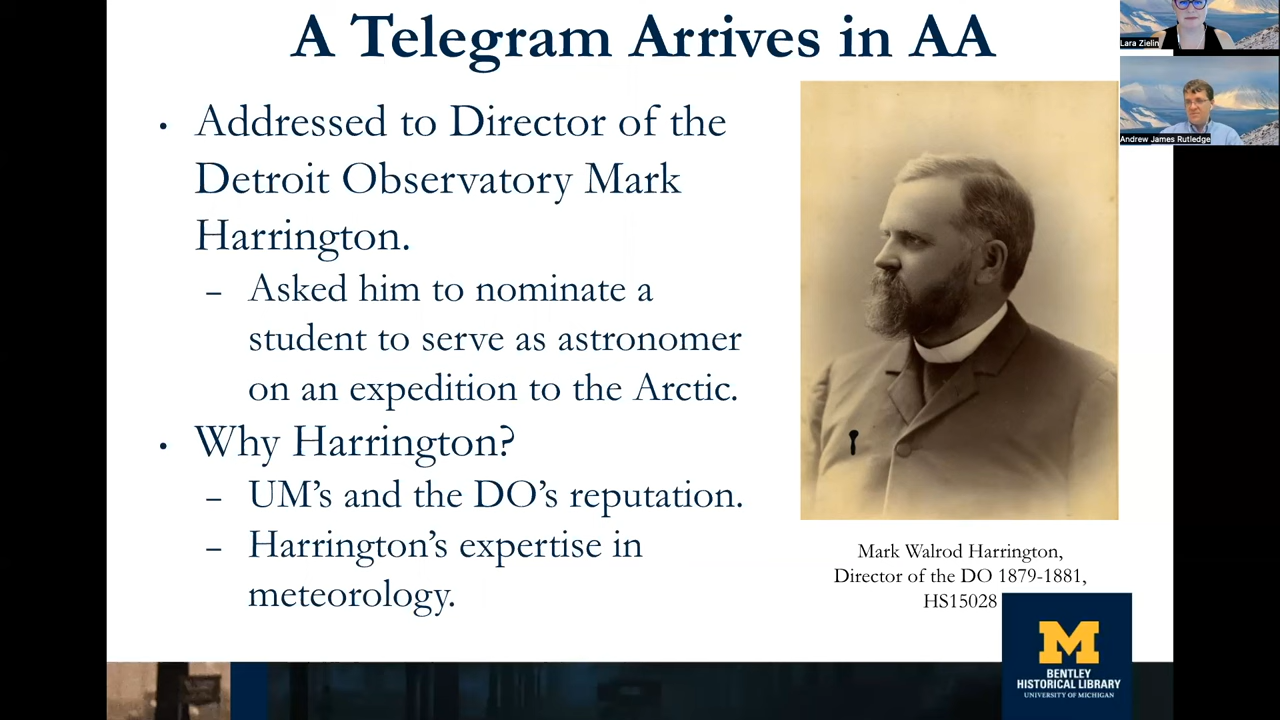 A Telegram Arrives in AA
• Addressed to Director of the
Detroit Observatory Mark
Harrington.
– Asked him to nominate a
student to serve as astronomer
on an expedition to the Arctic.
• Why Harrington?
– UM’s and the DO’s reputation.
– Harrington’s expertise in
meteorology.
Mark Walrod Harrington,
Director of the DO 1879-1881,
HS15028
M
BENTLEY
HISTORICAL LIBRARY
UNIVERSITY OF MICHIGAN
Lara Zielin
Andrew James Rutledge